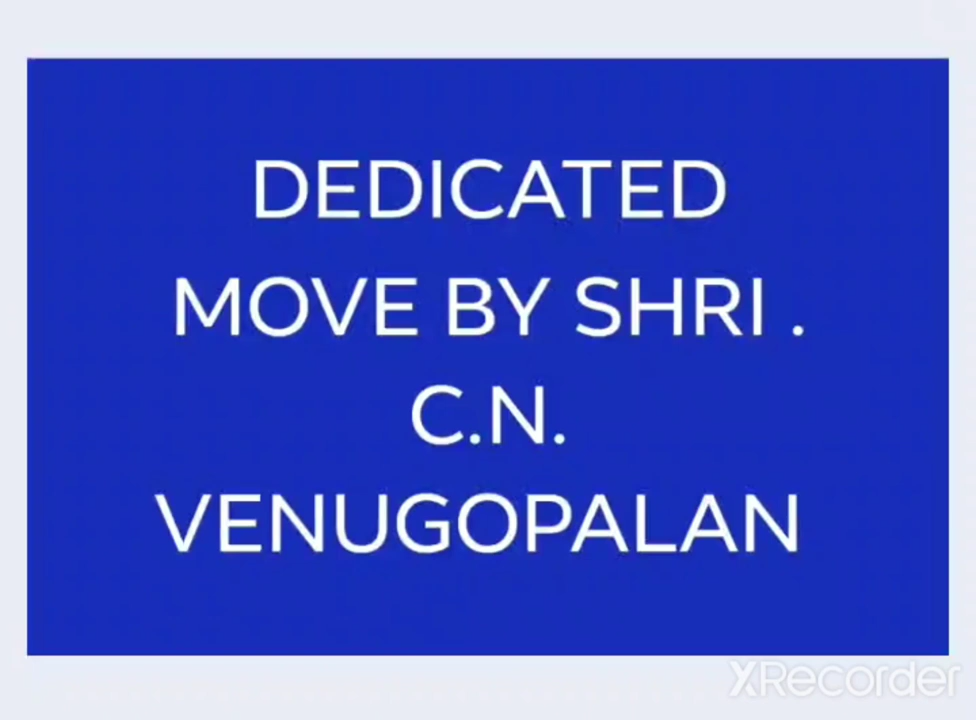 DEDICATED
MOVE BY SHRI .
C.N.
VENUGOPALAN
XRecorder